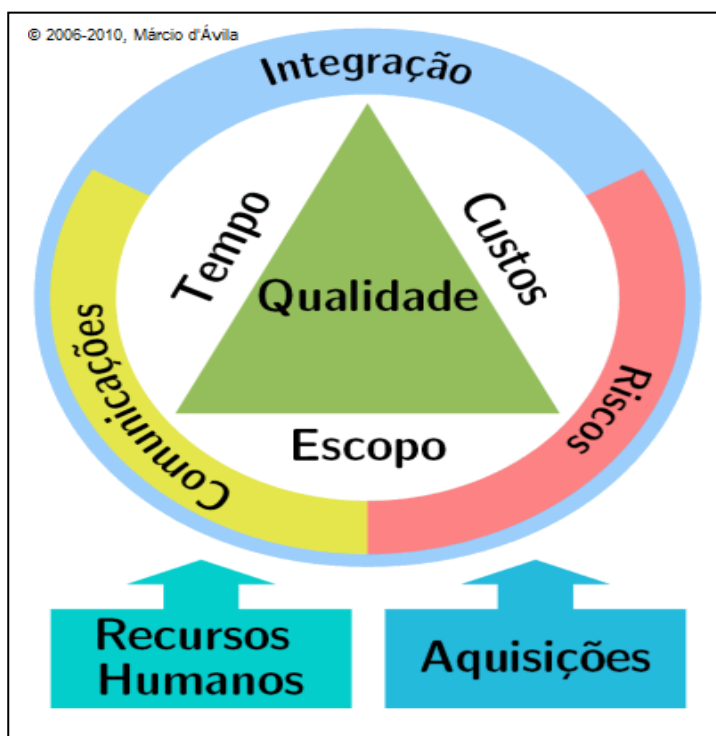 © 2006-2010, Márcio d'Ávila
Integração
Tempo
Custos
Qualidade
Comunicações
Riscos
Escopo
Recursos
Humanos
Aquisições